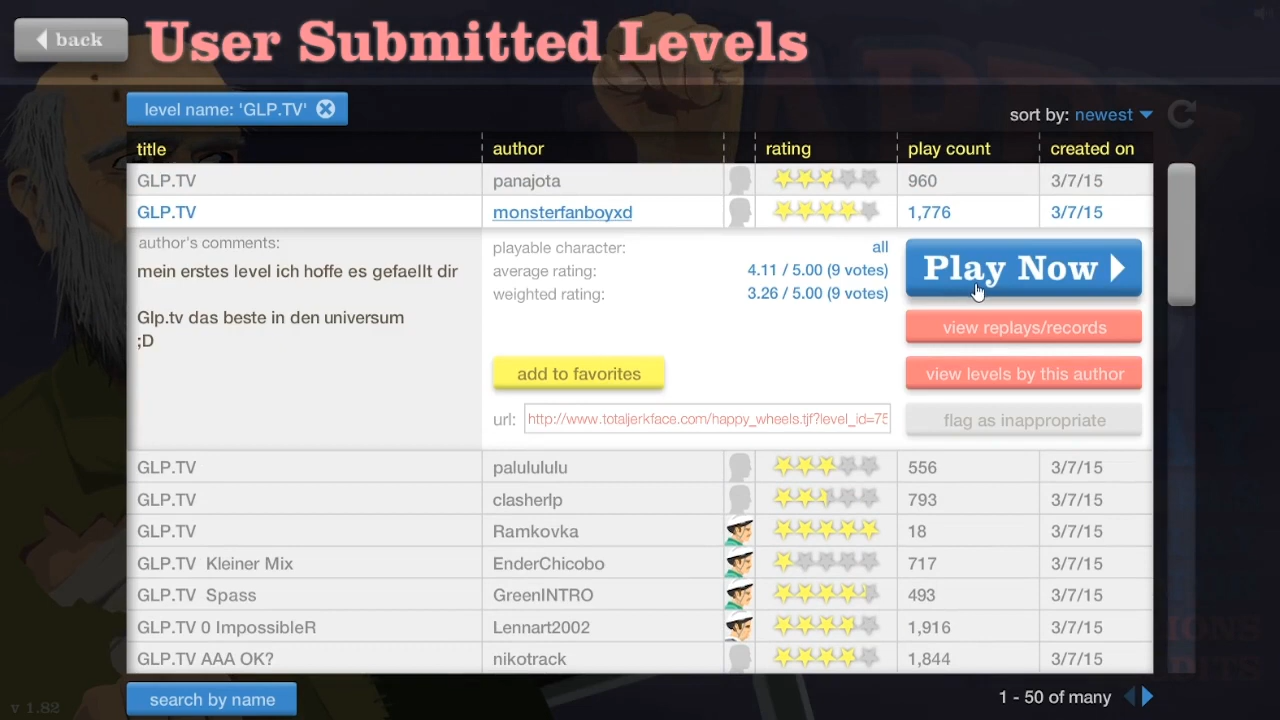 back
User Submitted Levels
level name: 'GLP.TV'
sort by: newest
title author rating play count created on
GLP.TV panajota 960 3/7/15
GLP.TV monsterfanboyxd 1,776 3/7/15
author's comments:
mein erstes level ich hoffe es gefaellt dir
Glp.tv das beste in den universum
;D
playable character: all
average rating: 4.11 / 5.00 (9 votes)
weighted rating: 3.26 / 5.00 (9 votes)
add to favorites
url: http://www.totaljerkface.com/happy_wheels.tjf?level_id=75
Play Now
view replays/records
view levels by this author
flag as inappropriate
GLP.TV palulululu 556 3/7/15
GLP.TV clasherlp 793 3/7/15
GLP.TV Ramkovka 18 3/7/15
GLP.TV Kleiner Mix EnderChicobo 717 3/7/15
GLP.TV Spass GreenINTRO 493 3/7/15
GLP.TV 0 ImpossibleR Lennart2002 1,916 3/7/15
GLP.TV AAA OK? nikotrack 1,844 3/7/15
search by name
1 - 50 of many
v 1.82